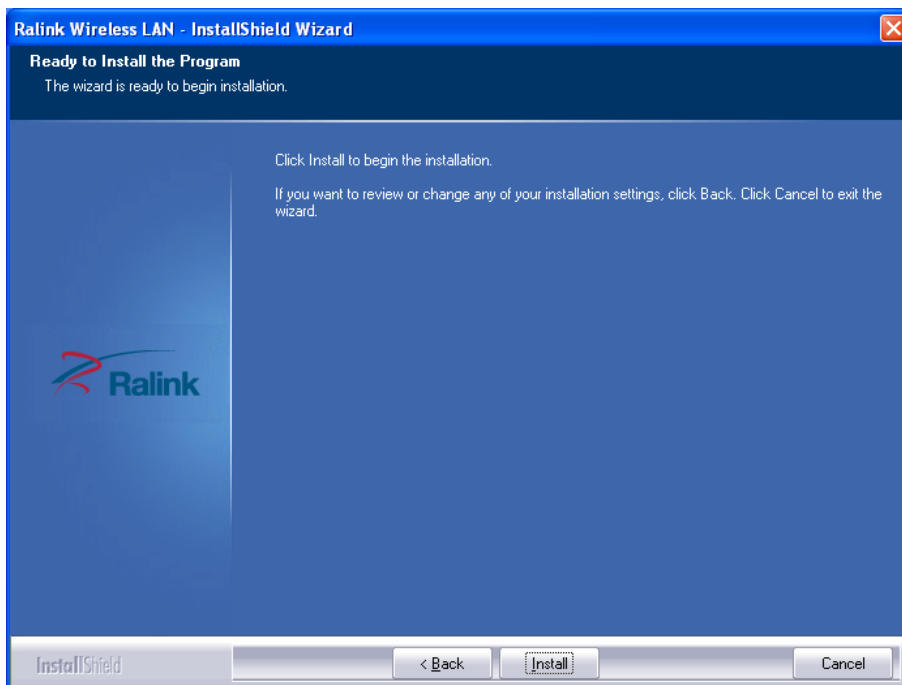 Ralink Wireless LAN - InstallShield Wizard
Ready to Install the Program
The wizard is ready to begin installation.
Click Install to begin the installation.
If you want to review or change any of your installation settings, click Back. Click Cancel to exit the
wizard.
Ralink
InstallShield
< Back
Install
Cancel